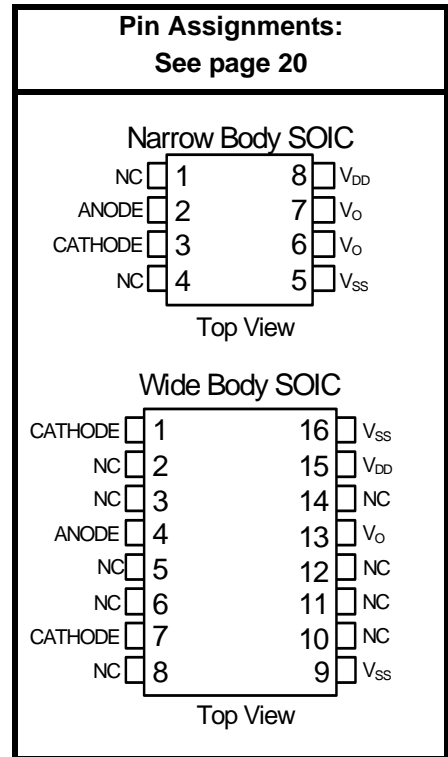 Pin Assignments:
See page 20
Narrow Body SOIC
NC 1 8 VDD
ANODE 2 7 VO
CATHODE 3 6 VO
NC 4 5 VSS
Top View
Wide Body SOIC
CATHODE 1 16 VSS
NC 2 15 VDD
NC 3 14 NC
ANODE 4 13 VO
NC 5 12 NC
NC 6 11 NC
CATHODE 7 10 NC
NC 8 9 VSS
Top View